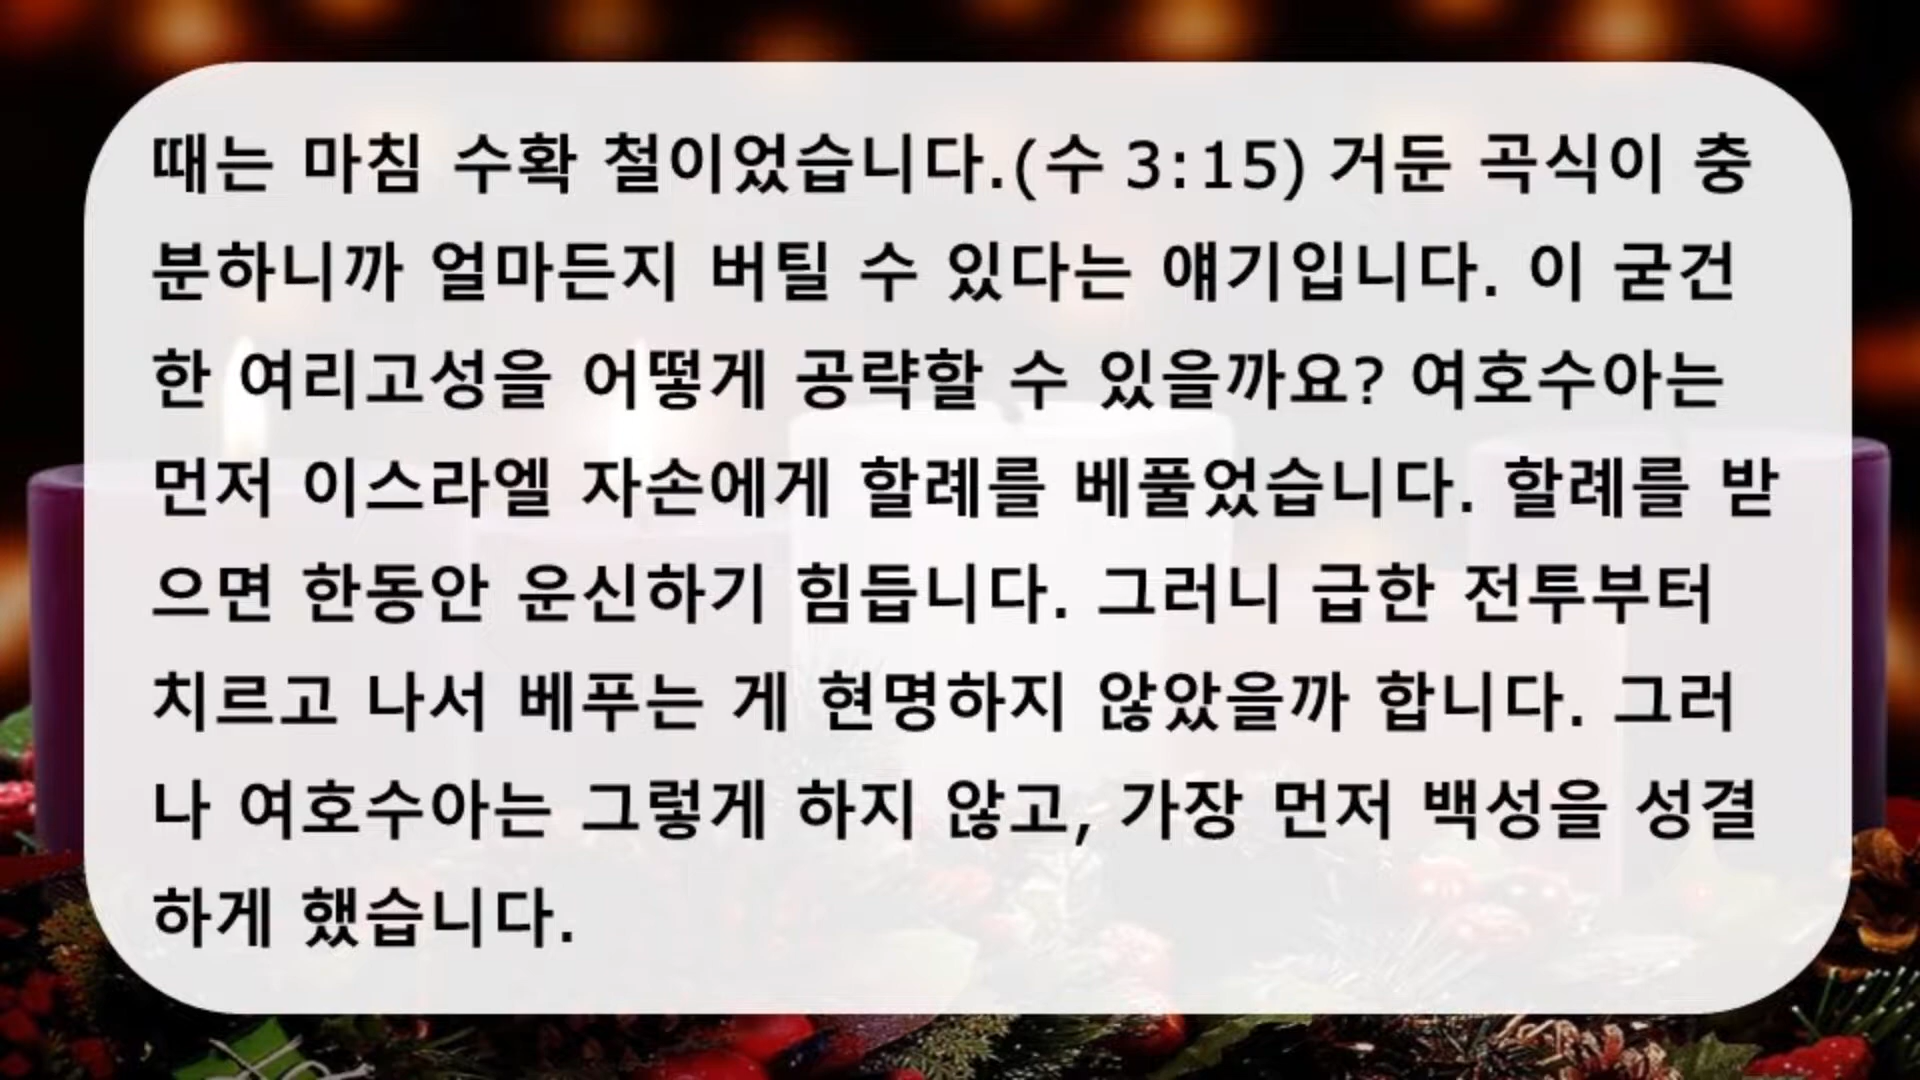 때는 마침 수확 철이었습니다.(수 3:15) 거둔 곡식이 충
분하니까 얼마든지 버틸 수 있다는 얘기입니다. 이 굳건
한 여리고성을 어떻게 공략할 수 있을까요? 여호수아는
먼저 이스라엘 자손에게 할례를 베풀었습니다. 할례를 받
으면 한동안 운신하기 힘듭니다. 그러니 급한 전투부터
치르고 나서 베푸는 게 현명하지 않았을까 합니다. 그러
나 여호수아는 그렇게 하지 않고, 가장 먼저 백성을 성결
하게 했습니다.